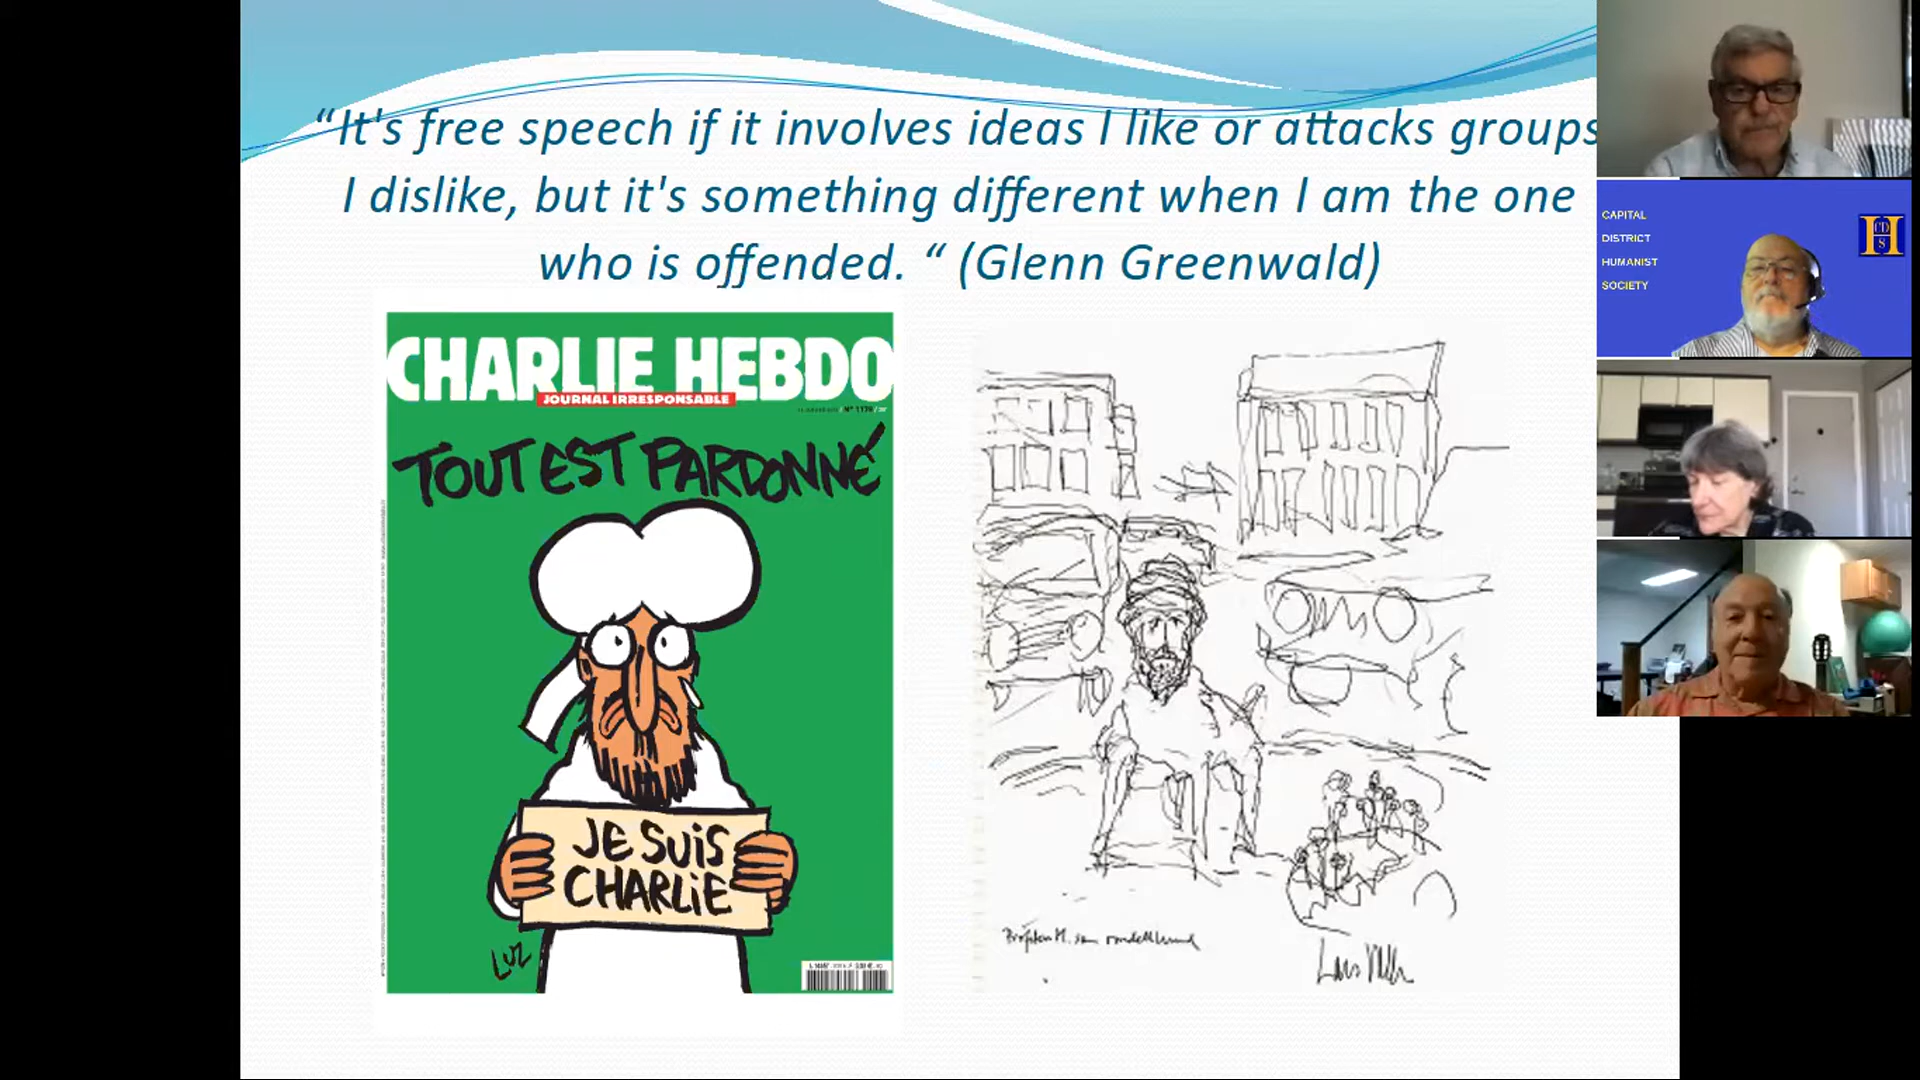 “It's free speech if it involves ideas I like or attacks groups
I dislike, but it's something different when I am the one
who is offended. “ (Glenn Greenwald)
CHARLIE HEBDO
JOURNAL IRRESPONSABLE
N° 1178
TOUT EST PARDONNÉ
JE SUIS
CHARLIE
LUZ
CAPITAL
DISTRICT
HUMANIST
SOCIETY
H
CD
S